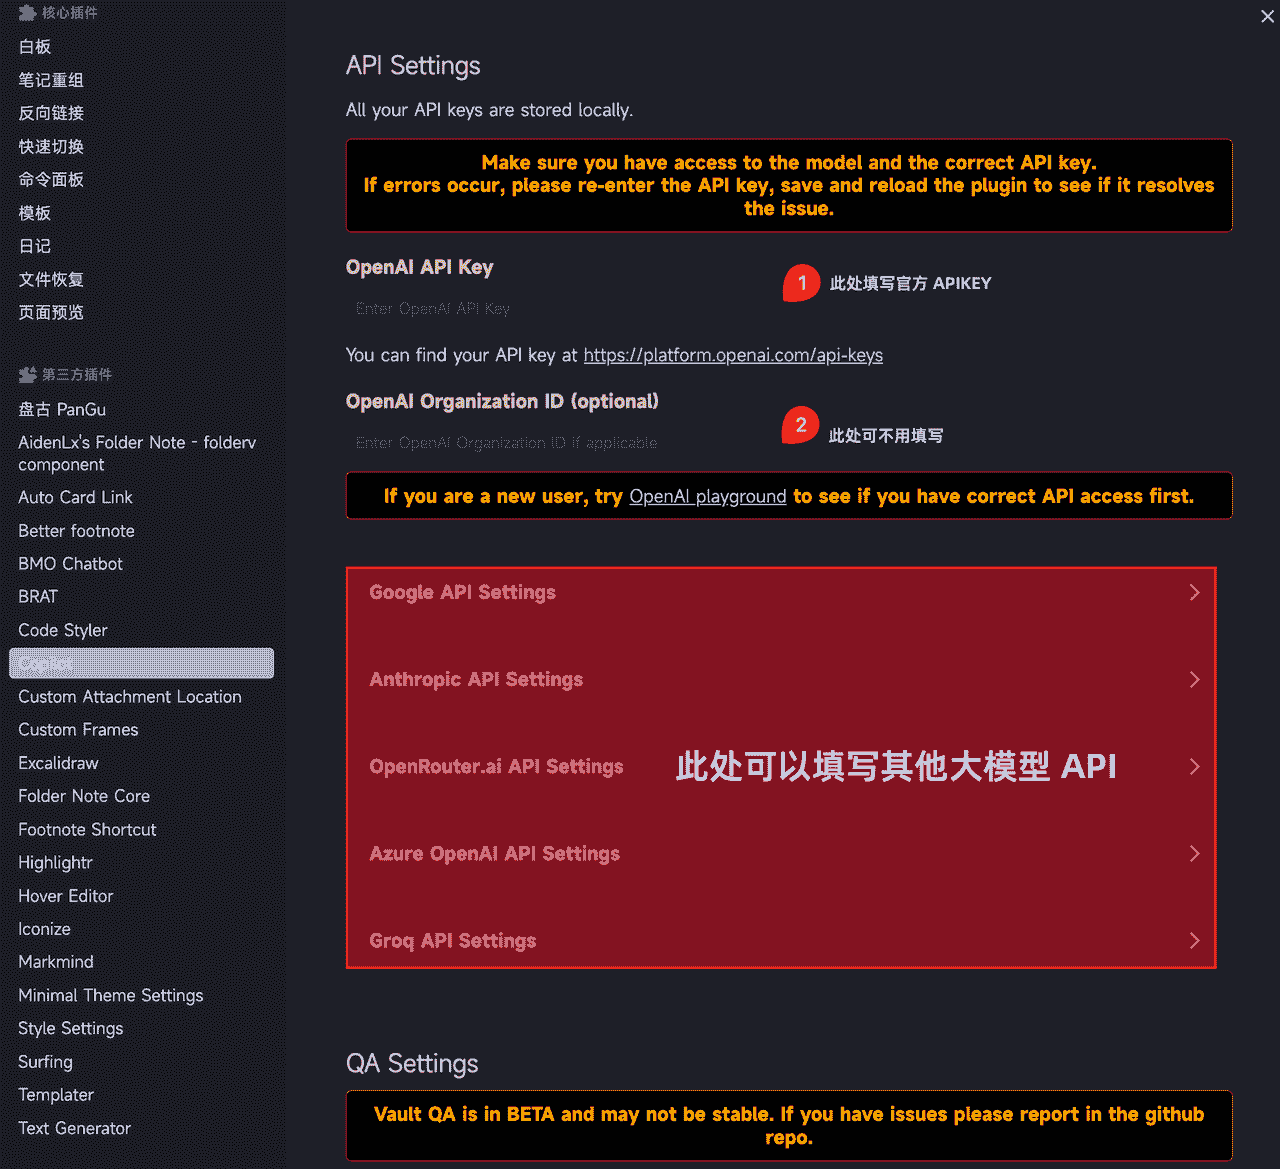 核心插件
白板
笔记重组
反向链接
快速切换
命令面板
模板
日记
文件恢复
页面预览
第三方插件
盘古 PanGu
AidenLx's Folder Note - folderv
component
Auto Card Link
Better footnote
BMO Chatbot
BRAT
Code Styler
Copilot
Custom Attachment Location
Custom Frames
Excalidraw
Folder Note Core
Footnote Shortcut
Highlightr
Hover Editor
Iconize
Markmind
Minimal Theme Settings
Style Settings
Surfing
Templater
Text Generator
API Settings
All your API keys are stored locally.
Make sure you have access to the model and the correct API key.
If errors occur, please re-enter the API key, save and reload the plugin to see if it resolves
the issue.
OpenAI API Key
1 此处填写官方 APIKEY
Enter OpenAI API Key
You can find your API key at https://platform.openai.com/api-keys
OpenAI Organization ID (optional)
2 此处可不用填写
Enter OpenAI Organization ID if applicable
If you are a new user, try OpenAI playground to see if you have correct API access first.
Google API Settings
Anthropic API Settings
OpenRouter.ai API Settings
此处可以填写其他大模型 API
Azure OpenAI API Settings
Groq API Settings
QA Settings
Vault QA is in BETA and may not be stable. If you have issues please report in the github
repo.